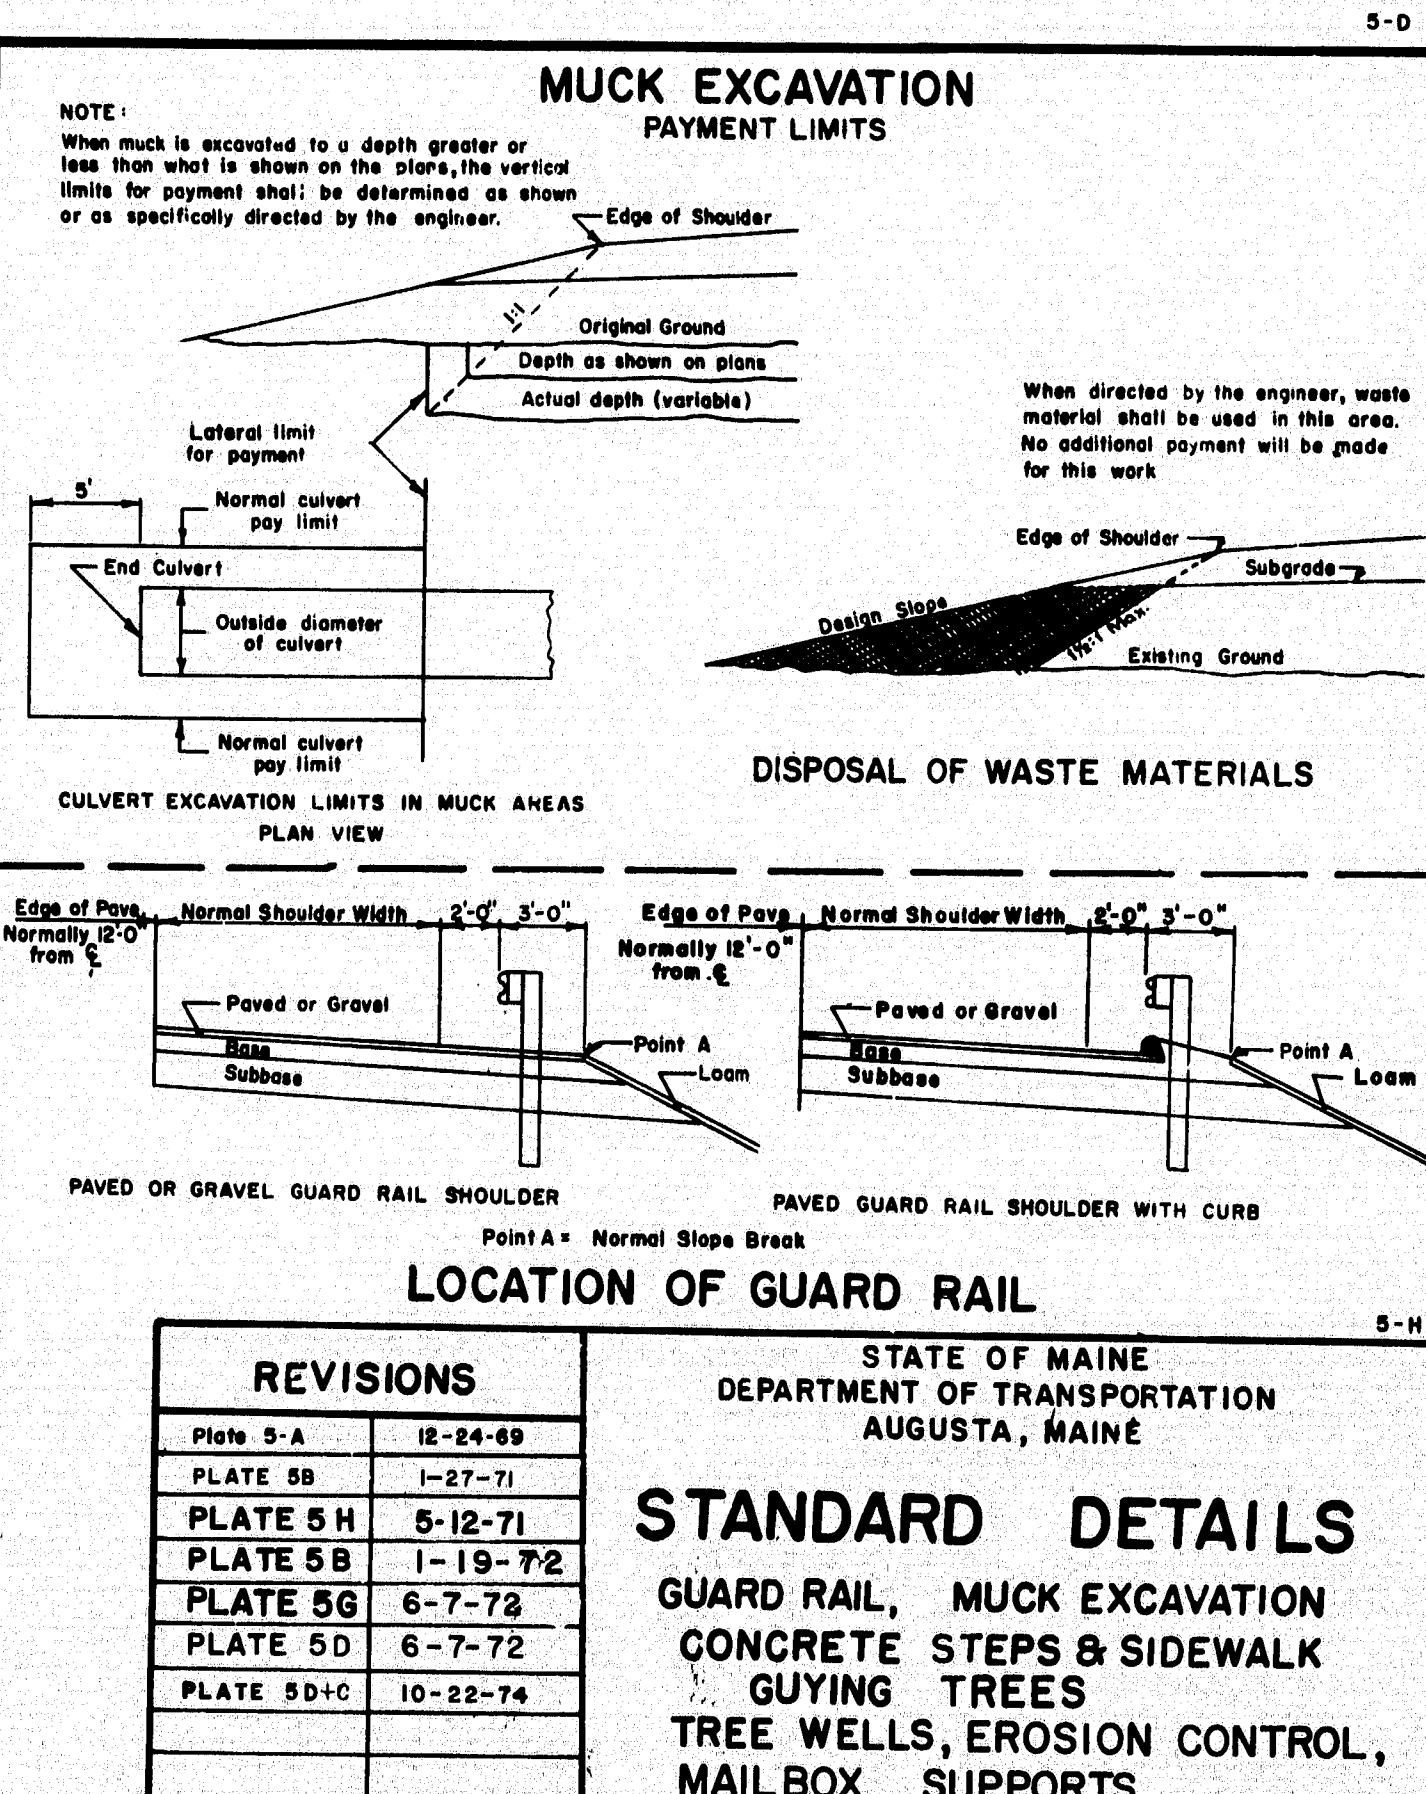 5-D
MUCK EXCAVATION
PAYMENT LIMITS
NOTE:
When muck is excavated to a depth greater or
less than what is shown on the plans, the vertical
limits for payment shall be determined as shown
or as specifically directed by the engineer.
Edge of Shoulder
1:1
Original Ground
Depth as shown on plans
Actual depth (variable)
Lateral limit
for payment
5'
Normal culvert
pay limit
End Culvert
Outside diameter
of culvert
Normal culvert
pay limit
CULVERT EXCAVATION LIMITS IN MUCK AREAS
PLAN VIEW
When directed by the engineer, waste
material shall be used in this area.
No additional payment will be made
for this work
Edge of Shoulder
Subgrade
Design Slope
1½:1 Max.
Existing Ground
DISPOSAL OF WASTE MATERIALS
Edge of Pave. Normal Shoulder Width 2'-0" 3'-0"
Normally 12'-0"
from ℄
Paved or Gravel
Base
Subbase
Point A
Loam
PAVED OR GRAVEL GUARD RAIL SHOULDER
Edge of Pave Normal Shoulder Width 2'-0" 3'-0"
Normally 12'-0"
from ℄
Paved or Gravel
Base
Subbase
Point A
Loam
PAVED GUARD RAIL SHOULDER WITH CURB
Point A = Normal Slope Break
LOCATION OF GUARD RAIL
5-H
REVISIONS
Plate 5-A 12-24-69
PLATE 5B 1-27-71
PLATE 5H 5-12-71
PLATE 5B 1-19-72
PLATE 5G 6-7-72
PLATE 5D 6-7-72
PLATE 5D+C 10-22-74
STATE OF MAINE
DEPARTMENT OF TRANSPORTATION
AUGUSTA, MAINE
STANDARD DETAILS
GUARD RAIL, MUCK EXCAVATION
CONCRETE STEPS & SIDEWALK
GUYING TREES
TREE WELLS, EROSION CONTROL,
MAILBOX SUPPORTS